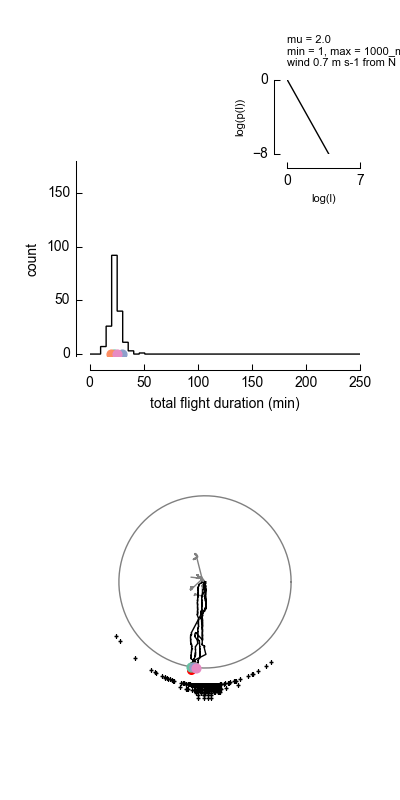 mu = 2.0
min = 1, max = 1000_m
wind 0.7 m s-1 from N
0
log(p(l))
−8
0 7
log(l)
150
count
100
50
0
0 50 100 150 200 250
total flight duration (min)